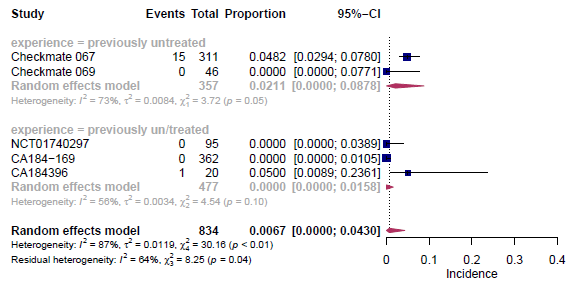 Study Events Total Proportion 95%−CI
experience = previously untreated
Checkmate 067 15 311 0.0482 [0.0294; 0.0780]
Checkmate 069 0 46 0.0000 [0.0000; 0.0771]
Random effects model 357 0.0211 [0.0000; 0.0878]
Heterogeneity: I² = 73%, τ² = 0.0084, χ²₁ = 3.72 (p = 0.05)
experience = previously un/treated
NCT01740297 0 95 0.0000 [0.0000; 0.0389]
CA184−169 0 362 0.0000 [0.0000; 0.0105]
CA184396 1 20 0.0500 [0.0089; 0.2361]
Random effects model 477 0.0000 [0.0000; 0.0158]
Heterogeneity: I² = 56%, τ² = 0.0034, χ²₂ = 4.54 (p = 0.10)
Random effects model 834 0.0067 [0.0000; 0.0430]
Heterogeneity: I² = 87%, τ² = 0.0119, χ²₄ = 30.16 (p < 0.01)
Residual heterogeneity: I² = 64%, χ²₃ = 8.25 (p = 0.04)
0 0.1 0.2 0.3 0.4
Incidence